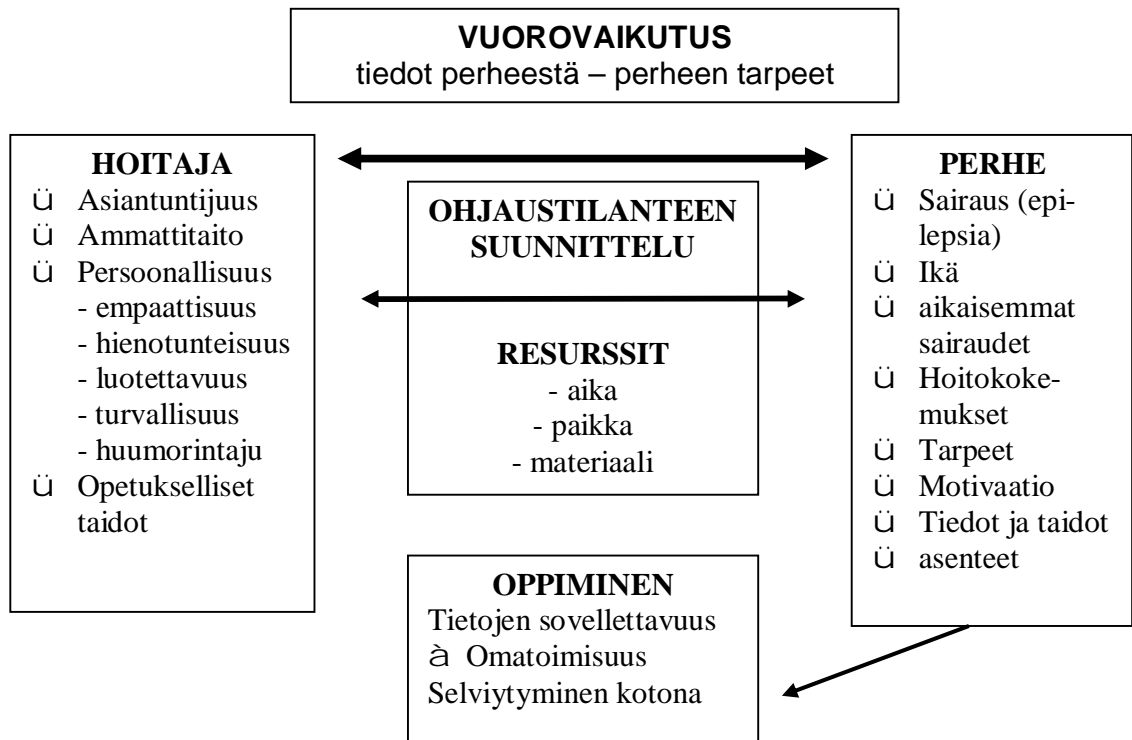 VUOROVAIKUTUS
tiedot perheestä – perheen tarpeet
HOITAJA
ü Asiantuntijuus
ü Ammattitaito
ü Persoonallisuus
- empaattisuus
- hienotunteisuus
- luotettavuus
- turvallisuus
- huumorintaju
ü Opetukselliset
taidot
OHJAUSTILANTEEN
SUUNNITTELU
RESURSSIT
- aika
- paikka
- materiaali
PERHE
ü Sairaus (epi-
lepsia)
ü Ikä
ü aikaisemmat
sairaudet
ü Hoitokoke-
mukset
ü Tarpeet
ü Motivaatio
ü Tiedot ja taidot
ü asenteet
OPPIMINEN
Tietojen sovellettavuus
à Omatoimisuus
Selviytyminen kotona